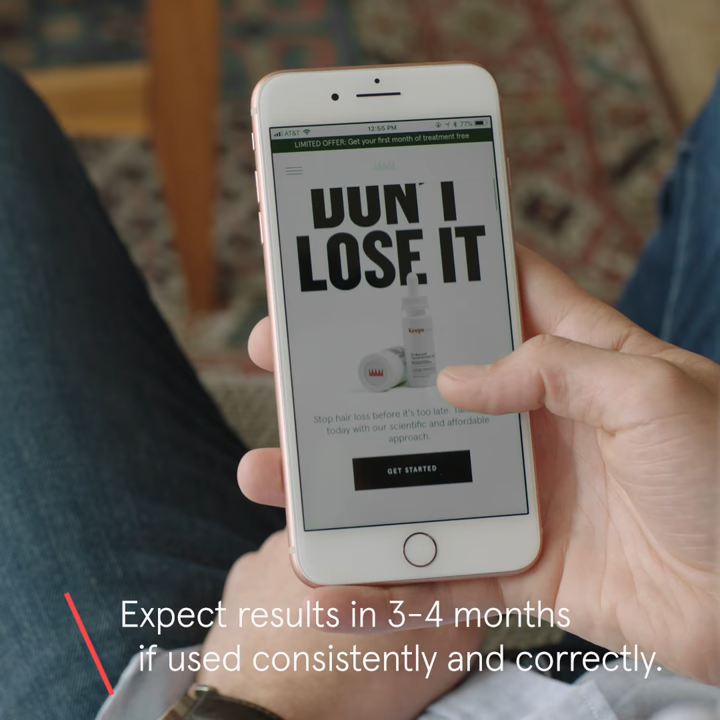 AT&T 12:55 PM 77%
LIMITED OFFER: Get your first month of treatment free
DON'T
LOSE IT
Keeps
Stop hair loss before it's too late.
today with our scientific and affordable
approach.
GET STARTED
Expect results in 3-4 months
if used consistently and correctly.